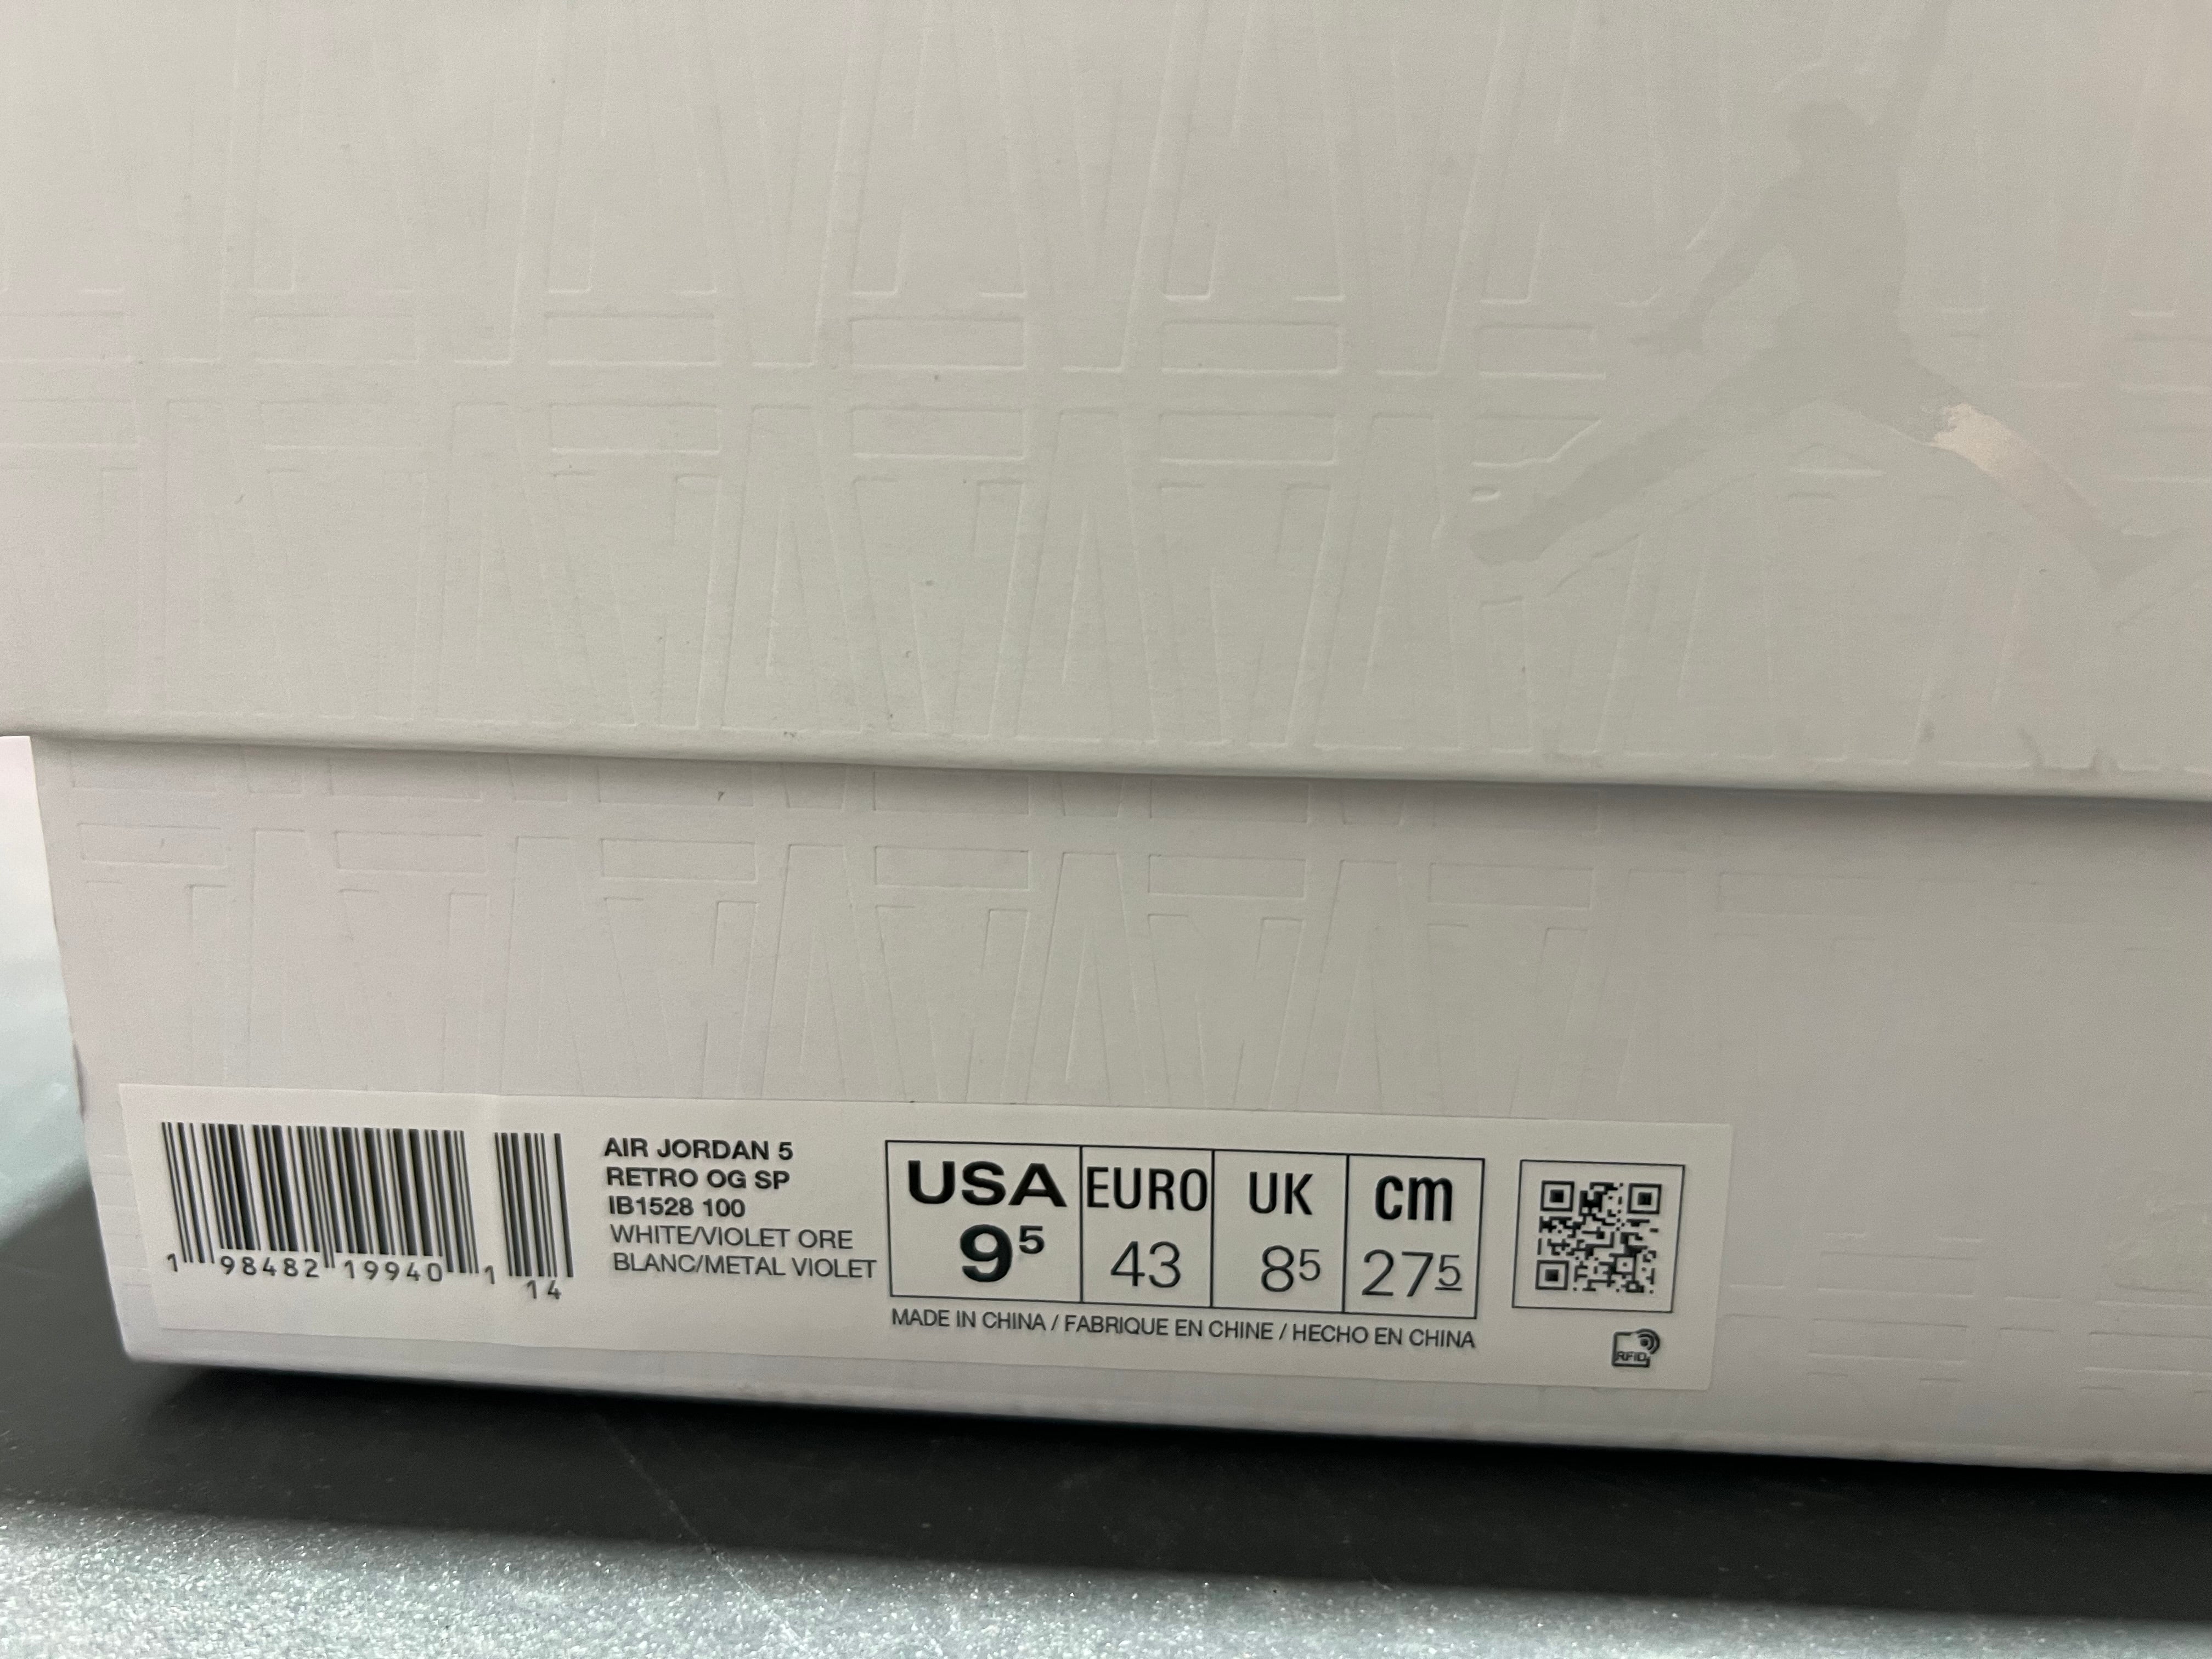 1 98482 19940 1
14
AIR JORDAN 5
RETRO OG SP
IB1528 100
WHITE/VIOLET ORE
BLANC/METAL VIOLET
USA EURO UK cm
9⁵ 43 8⁵ 27⁵
MADE IN CHINA / FABRIQUE EN CHINE / HECHO EN CHINA
RFID